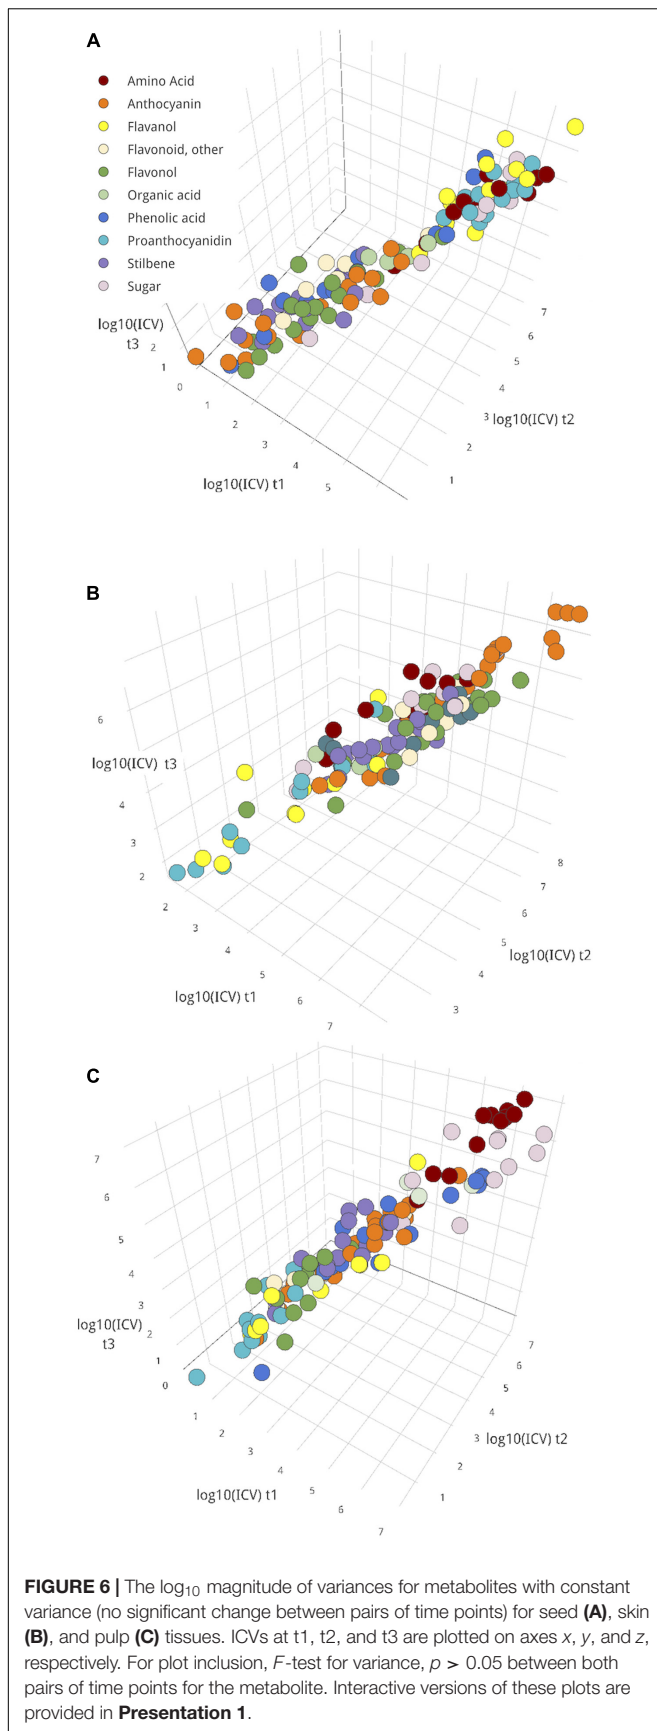 A
Amino Acid
Anthocyanin
Flavanol
Flavonoid, other
Flavonol
Organic acid
Phenolic acid
Proanthocyanidin
Stilbene
Sugar
log10(ICV)
t3
2
1
0
1
2
3
4
5
log10(ICV) t1
1
2
3
4
5
6
7
log10(ICV) t2
B
6
log10(ICV) t3
4
3
2
2
3
4
5
6
7
log10(ICV) t1
3
4
5
6
7
8
log10(ICV) t2
C
7
6
5
4
3
log10(ICV)
t3
2
1
0
1
2
3
4
5
6
7
log10(ICV) t1
1
2
3
4
5
6
7
log10(ICV) t2
FIGURE 6 | The log10 magnitude of variances for metabolites with constant
variance (no significant change between pairs of time points) for seed (A), skin
(B), and pulp (C) tissues. ICVs at t1, t2, and t3 are plotted on axes x, y, and z,
respectively. For plot inclusion, F-test for variance, p > 0.05 between both
pairs of time points for the metabolite. Interactive versions of these plots are
provided in Presentation 1.